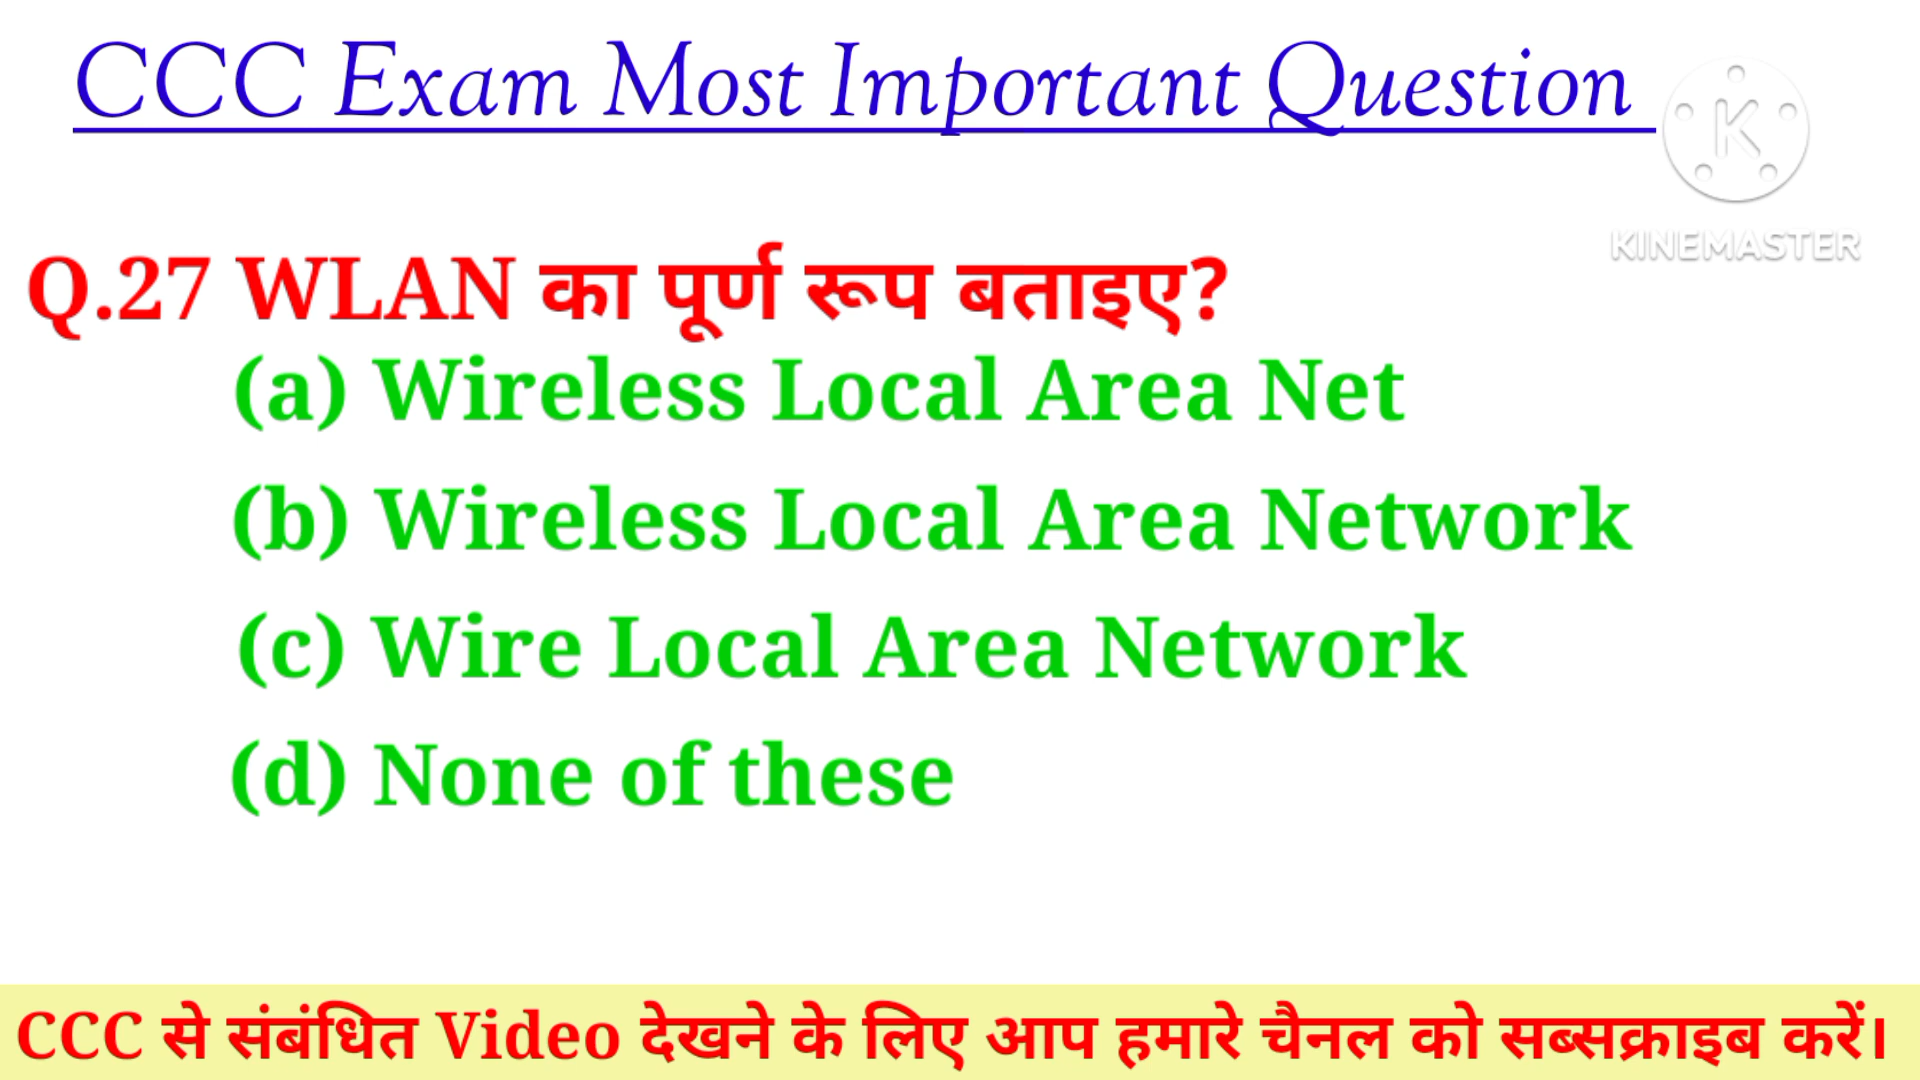 CCC Exam Most Important Question
K
KINEMASTER
Q.27 WLAN का पूर्ण रूप बताइए?
(a) Wireless Local Area Net
(b) Wireless Local Area Network
(c) Wire Local Area Network
(d) None of these
CCC से संबंधित Video देखने के लिए आप हमारे चैनल को सब्सक्राइब करें।